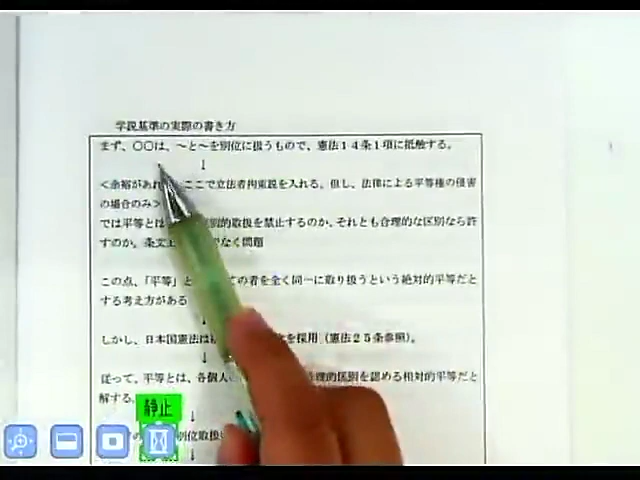 学説基準の実際の書き方
まず、〇〇は、～と～を別位に扱うもので、憲法14条1項に抵触する。
↓
<余裕があれ ここで立法者拘束説を入れる。但し、法律による平等権の侵害
の場合のみ>
では平等とは 別的取扱を禁止するのか、それとも合理的な区別なら許
すのか。条文上 でなく問題
この点、「平等」と ての者を全く同一に取り扱うという絶対的平等だと
する考え方がある
↓
しかし、日本国憲法は を採用（憲法25条参照）。
↓
従って、平等とは、各個人 理的区別を認める相対的平等だと
解する。
↓
別位取扱
↓
静止